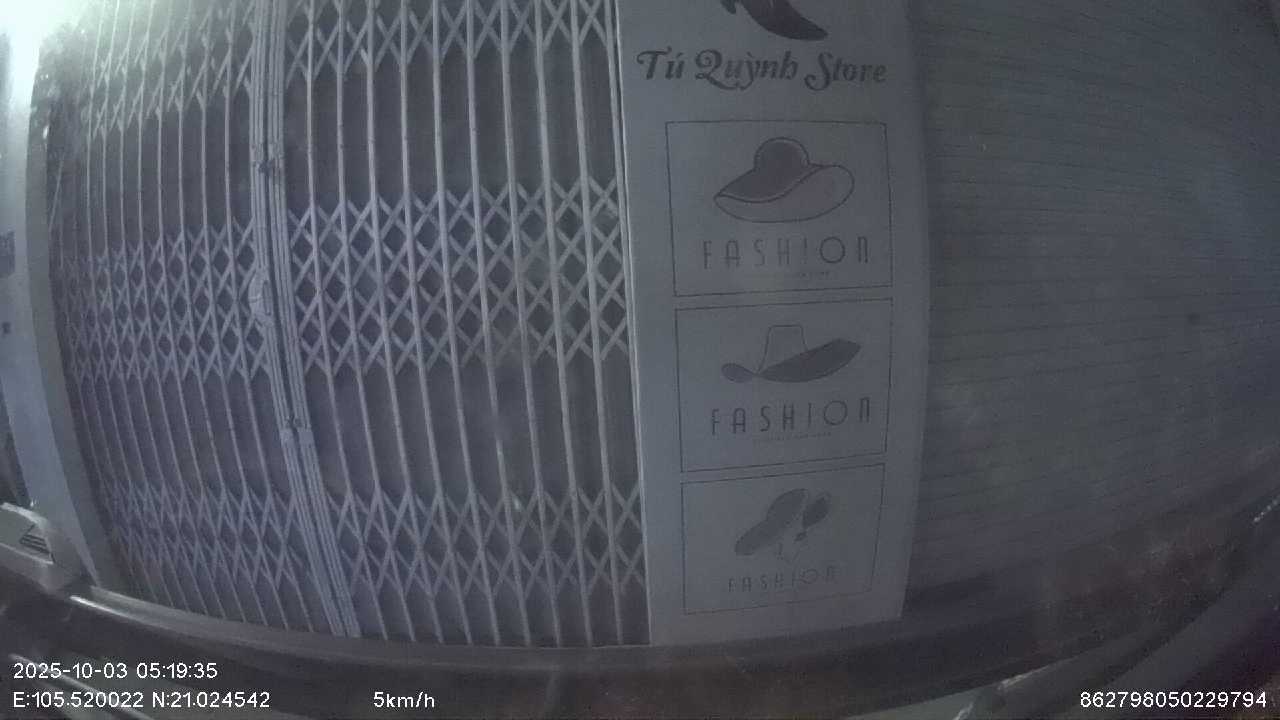 Tú Quỳnh Store
FASHION
FASHION
FASHION
2025-10-03 05:19:35
E:105.520022 N:21.024542 5km/h 862798050229794